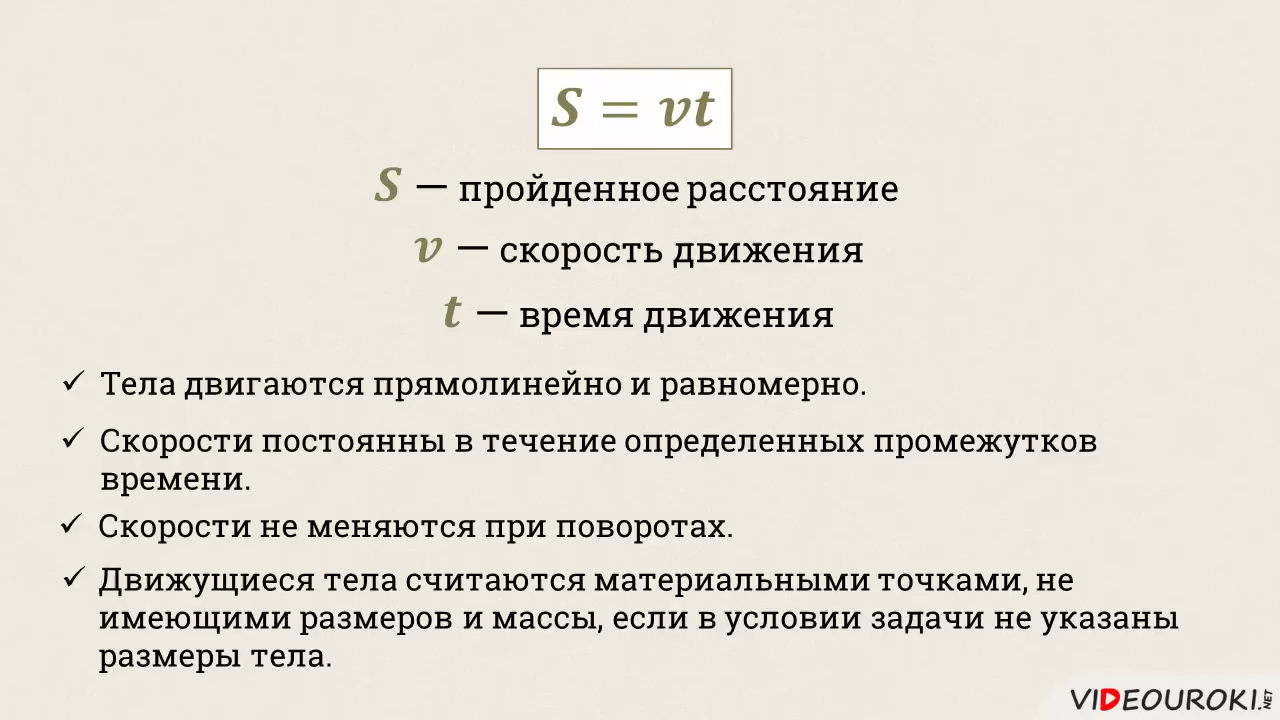 S = vt
S — пройденное расстояние
v — скорость движения
t — время движения
✓ Тела двигаются прямолинейно и равномерно.
✓ Скорости постоянны в течение определенных промежутков
времени.
✓ Скорости не меняются при поворотах.
✓ Движущиеся тела считаются материальными точками, не
имеющими размеров и массы, если в условии задачи не указаны
размеры тела.
VIDEOUROKI.NET